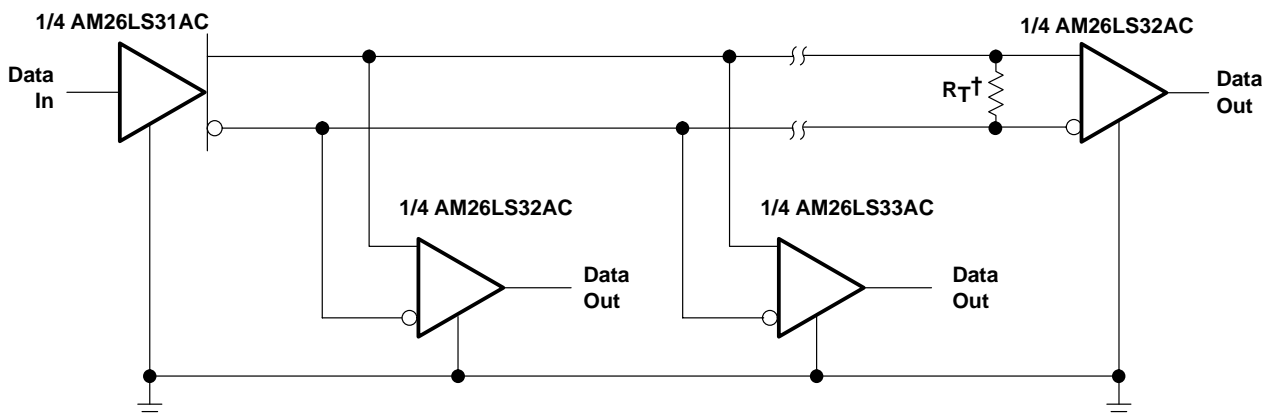 1/4 AM26LS31AC
1/4 AM26LS32AC
Data
In
RT†
Data
Out
1/4 AM26LS32AC
1/4 AM26LS33AC
Data
Out
Data
Out